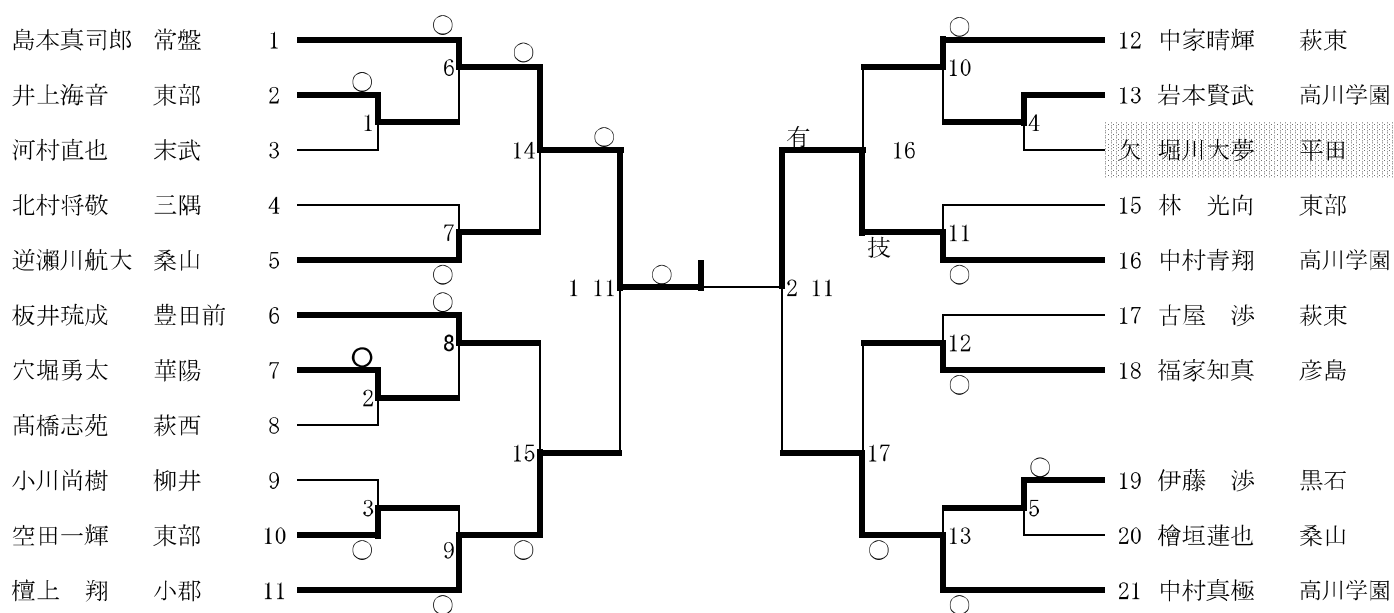 島本真司郎 常盤 1
井上海音 東部 2
河村直也 末武 3
北村将敬 三隅 4
逆瀬川航大 桑山 5
板井琉成 豊田前 6
穴堀勇太 華陽 7
髙橋志苑 萩西 8
小川尚樹 柳井 9
空田一輝 東部 10
檀上 翔 小郡 11
6
1
14
7
8
2
15
3
9
1 11
2 11
有
16
技
10
4
11
12
17
5
13
12 中家晴輝 萩東
13 岩本賢武 高川学園
欠 堀川大夢 平田
15 林 光向 東部
16 中村青翔 高川学園
17 古屋 渉 萩東
18 福家知真 彦島
19 伊藤 渉 黒石
20 檜垣蓮也 桑山
21 中村真極 高川学園